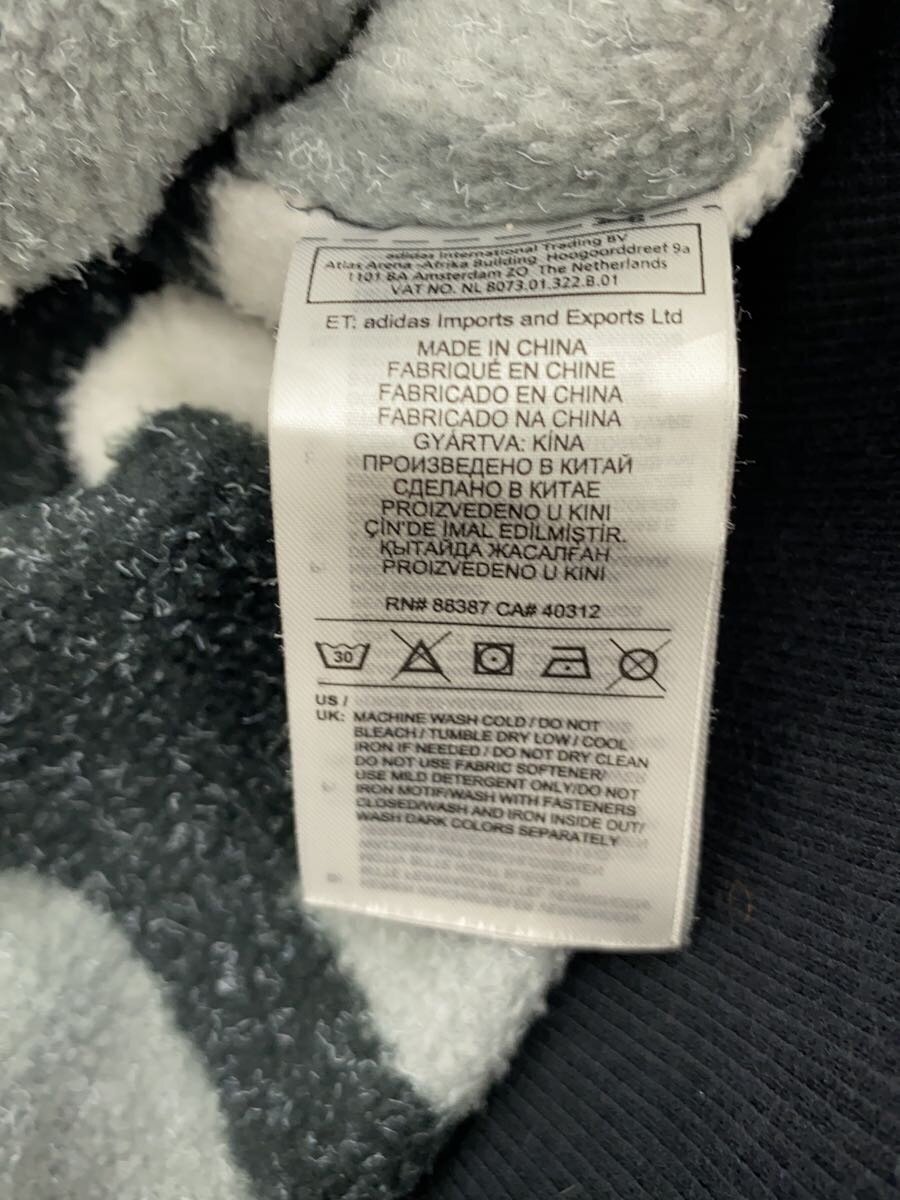 adidas International Trading BV
Atlas Arena -Afrika Building Hoogoorddreef 9a
1101 BA Amsterdam ZO The Netherlands
VAT NO. NL 8073.01.322.B.01
ET: adidas Imports and Exports Ltd
MADE IN CHINA
FABRIQUÉ EN CHINE
FABRICADO EN CHINA
FABRICADO NA CHINA
GYÁRTVA: KÍNA
ПРОИЗВЕДЕНО В КИТАЙ
СДЕЛАНО В КИТАЕ
PROIZVEDENO U KINI
ÇİN'DE İMAL EDİLMİŞTİR.
ҚЫТАЙДА ЖАСАЛҒАН
PROIZVEDENO U KINI
RN# 88387 CA# 40312
30
US /
UK: MACHINE WASH COLD / DO NOT
BLEACH / TUMBLE DRY LOW / COOL
IRON IF NEEDED / DO NOT DRY CLEAN
DO NOT USE FABRIC SOFTENER/
USE MILD DETERGENT ONLY/DO NOT
IRON MOTIF/WASH WITH FASTENERS
CLOSED/WASH AND IRON INSIDE OUT/
WASH DARK COLORS SEPARATELY